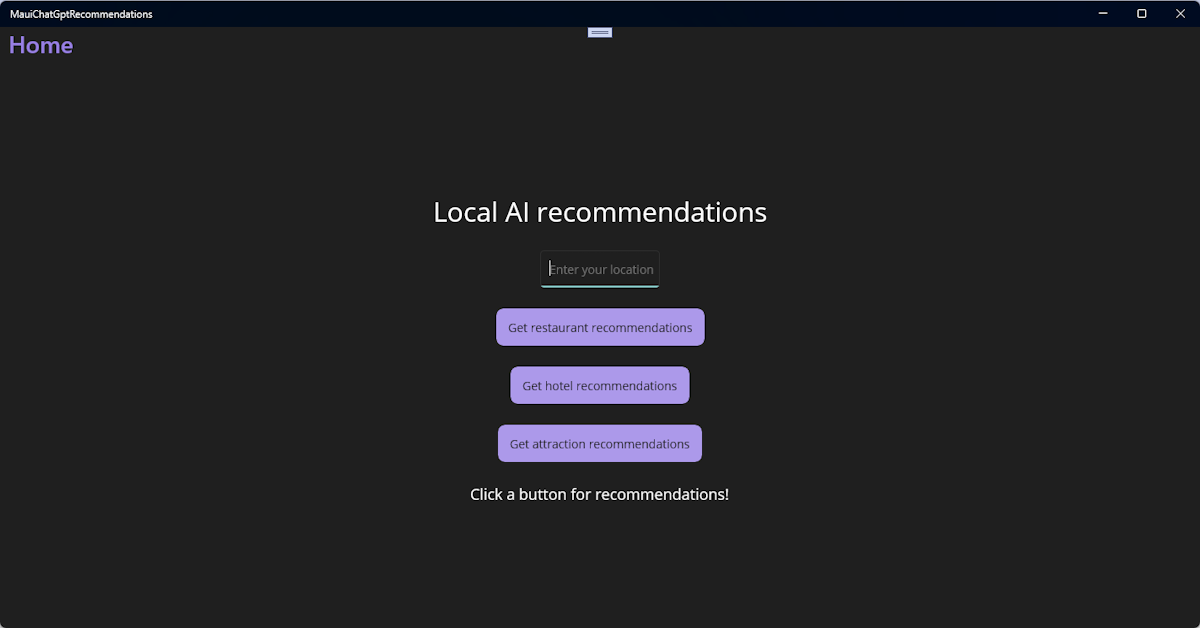 MauiChatGptRecommendations
Home
Local AI recommendations
Enter your location
Get restaurant recommendations
Get hotel recommendations
Get attraction recommendations
Click a button for recommendations!